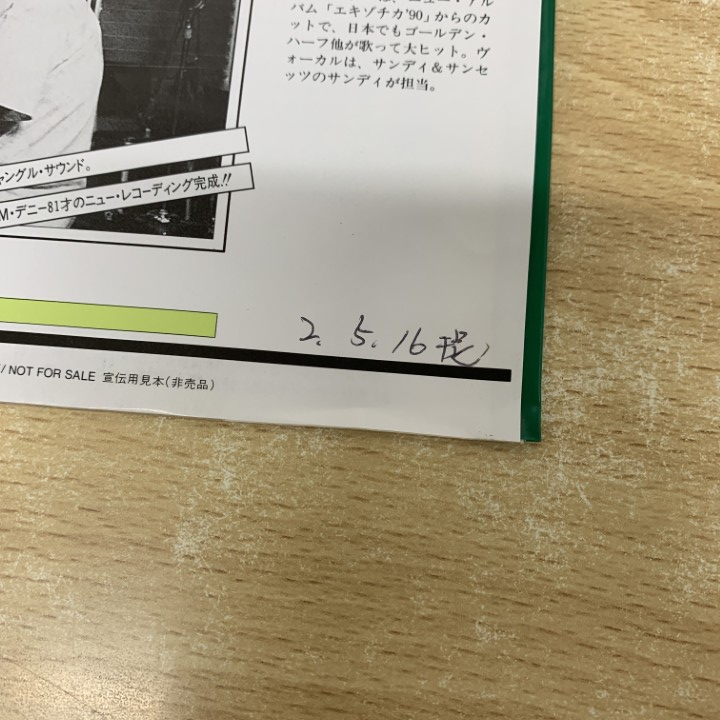 バム「エキゾチカ'90」からのカ
ットで、日本でもゴールデン・
ハーフ他が歌って大ヒット。ヴ
ォーカルは、サンディ&サンセ
ッツのサンディが担当。
ャングル・サウンド。
M・デニー81才のニュー・レコーディング完成!!
2. 5. 16
/ NOT FOR SALE 宣伝用見本(非売品)